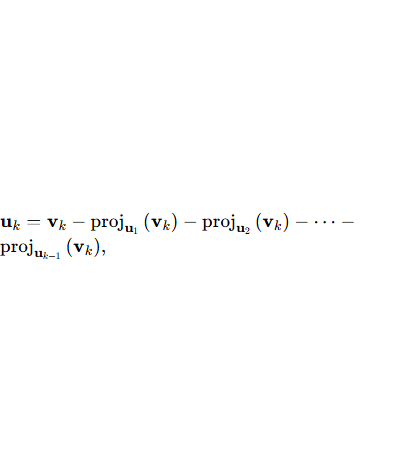 𝐮ₖ = 𝐯ₖ − proj_𝐮₁ (𝐯ₖ) − proj_𝐮₂ (𝐯ₖ) − ⋯ −
proj_𝐮ₖ₋₁ (𝐯ₖ),